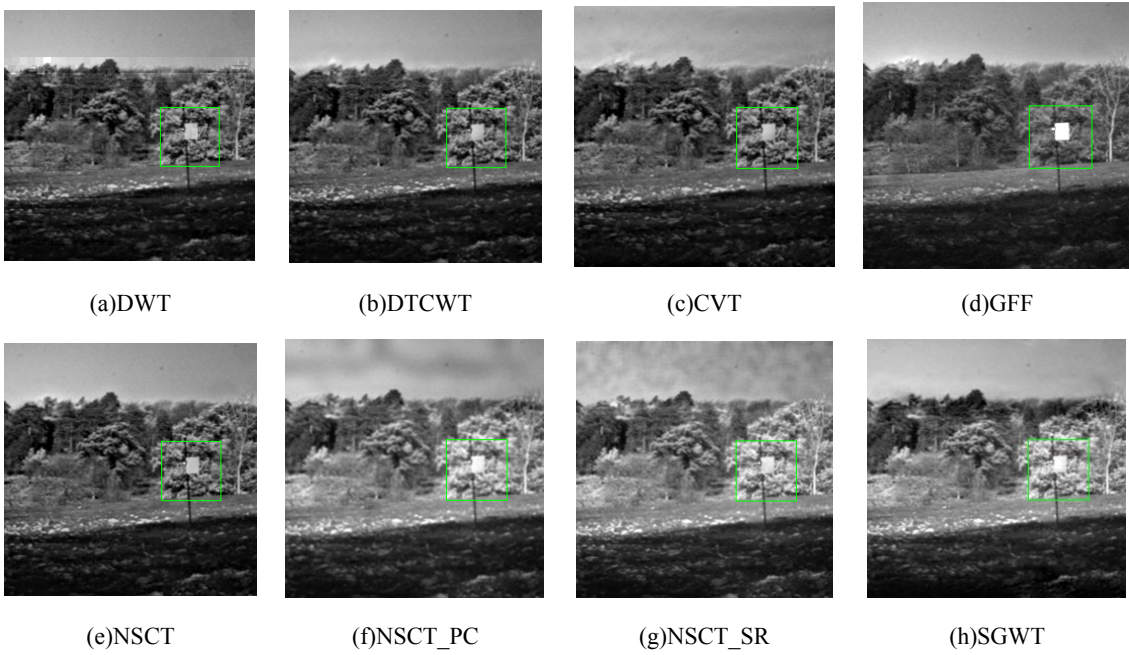 (a)DWT
(b)DTCWT
(c)CVT
(d)GFF
(e)NSCT
(f)NSCT_PC
(g)NSCT_SR
(h)SGWT